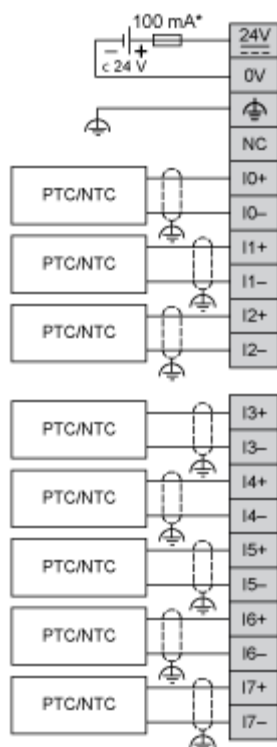 100 mA*
24V
− +
c 24 V
0V
NC
PTC/NTC
I0+
I0−
PTC/NTC
I1+
I1−
PTC/NTC
I2+
I2−
PTC/NTC
I3+
I3−
PTC/NTC
I4+
I4−
PTC/NTC
I5+
I5−
PTC/NTC
I6+
I6−
PTC/NTC
I7+
I7−